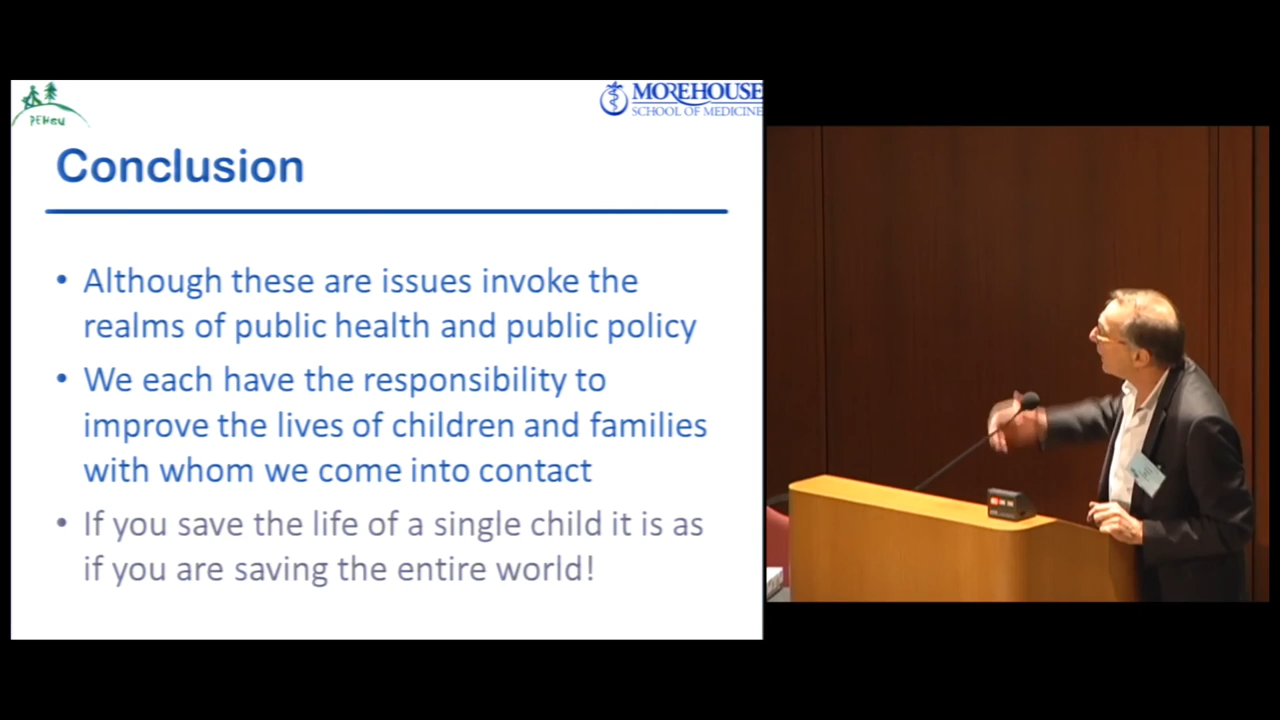 PEHSU
MOREHOUSE
SCHOOL OF MEDICINE
Conclusion
• Although these are issues invoke the
realms of public health and public policy
• We each have the responsibility to
improve the lives of children and families
with whom we come into contact
• If you save the life of a single child it is as
if you are saving the entire world!